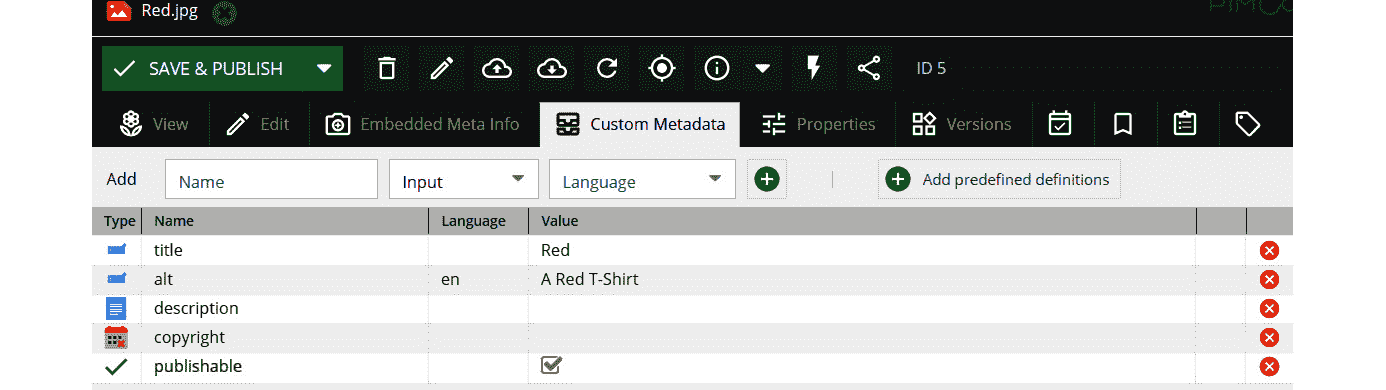 Red.jpg
SAVE & PUBLISH ID 5
View Edit Embedded Meta Info Custom Metadata Properties Versions
Add Name Input Language Add predefined definitions
Type Name Language Value
title Red
alt en A Red T-Shirt
description
copyright
publishable